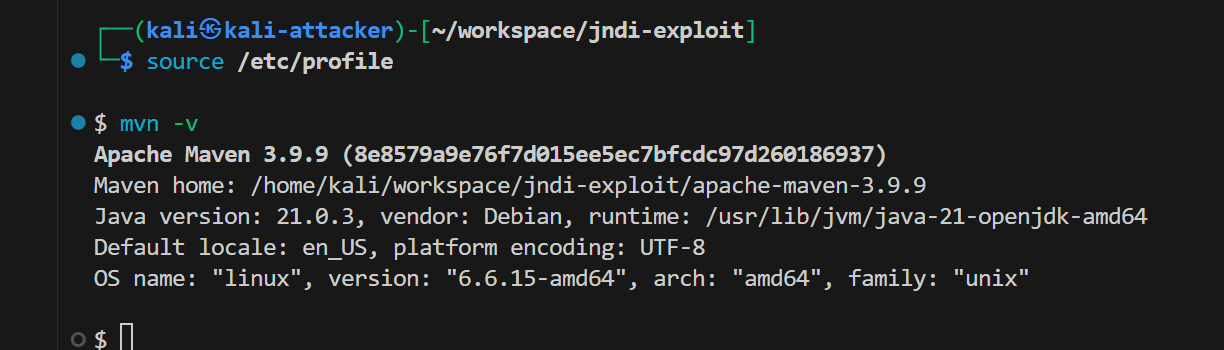 ┌──(kali㉿kali-attacker)-[~/workspace/jndi-exploit]
└─$ source /etc/profile
$ mvn -v
Apache Maven 3.9.9 (8e8579a9e76f7d015ee5ec7bfcdc97d260186937)
Maven home: /home/kali/workspace/jndi-exploit/apache-maven-3.9.9
Java version: 21.0.3, vendor: Debian, runtime: /usr/lib/jvm/java-21-openjdk-amd64
Default locale: en_US, platform encoding: UTF-8
OS name: "linux", version: "6.6.15-amd64", arch: "amd64", family: "unix"
$